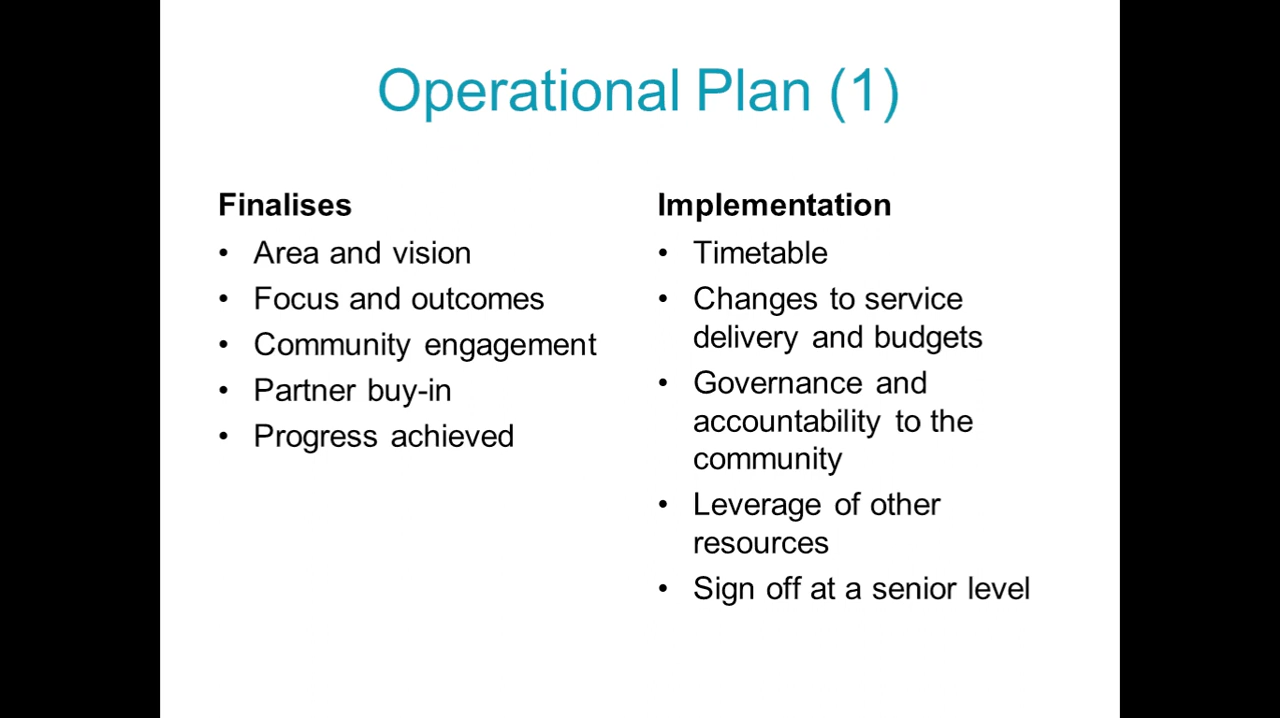 Operational Plan (1)
Finalises
• Area and vision
• Focus and outcomes
• Community engagement
• Partner buy-in
• Progress achieved
Implementation
• Timetable
• Changes to service
delivery and budgets
• Governance and
accountability to the
community
• Leverage of other
resources
• Sign off at a senior level